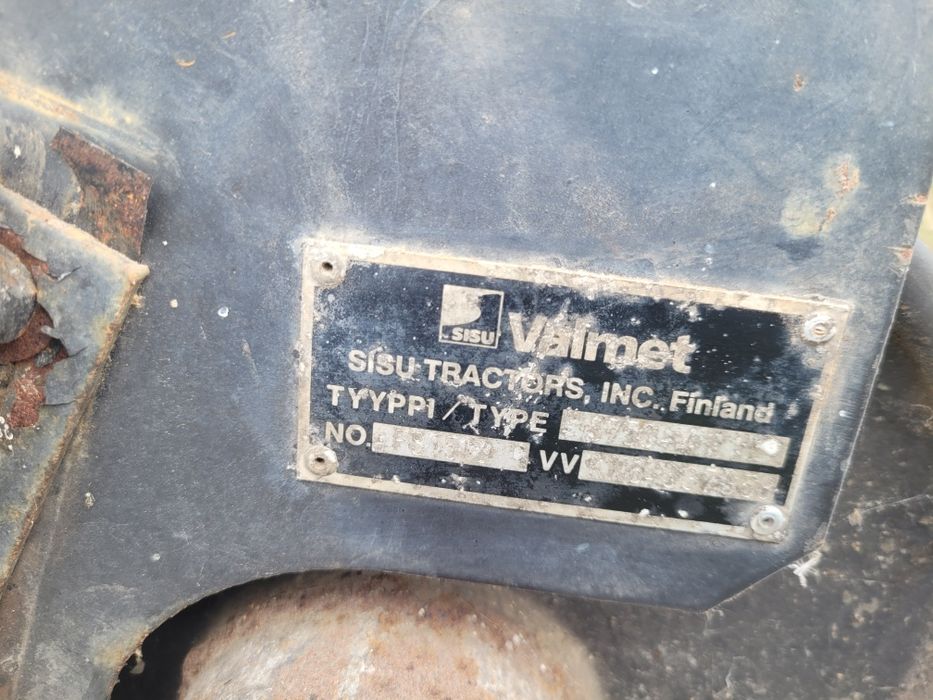 SISU Valmet
SISU TRACTORS, INC. Finland
TYYPPI / TYPE
NO. VV